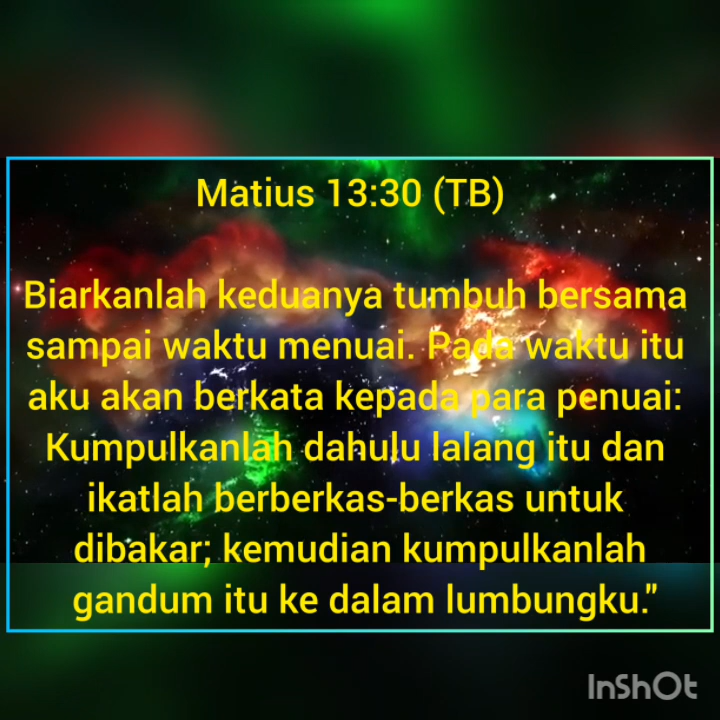 Matius 13:30 (TB)
Biarkanlah keduanya tumbuh bersama
sampai waktu menuai. Pada waktu itu
aku akan berkata kepada para penuai:
Kumpulkanlah dahulu lalang itu dan
ikatlah berberkas-berkas untuk
dibakar; kemudian kumpulkanlah
gandum itu ke dalam lumbungku."
InShOt